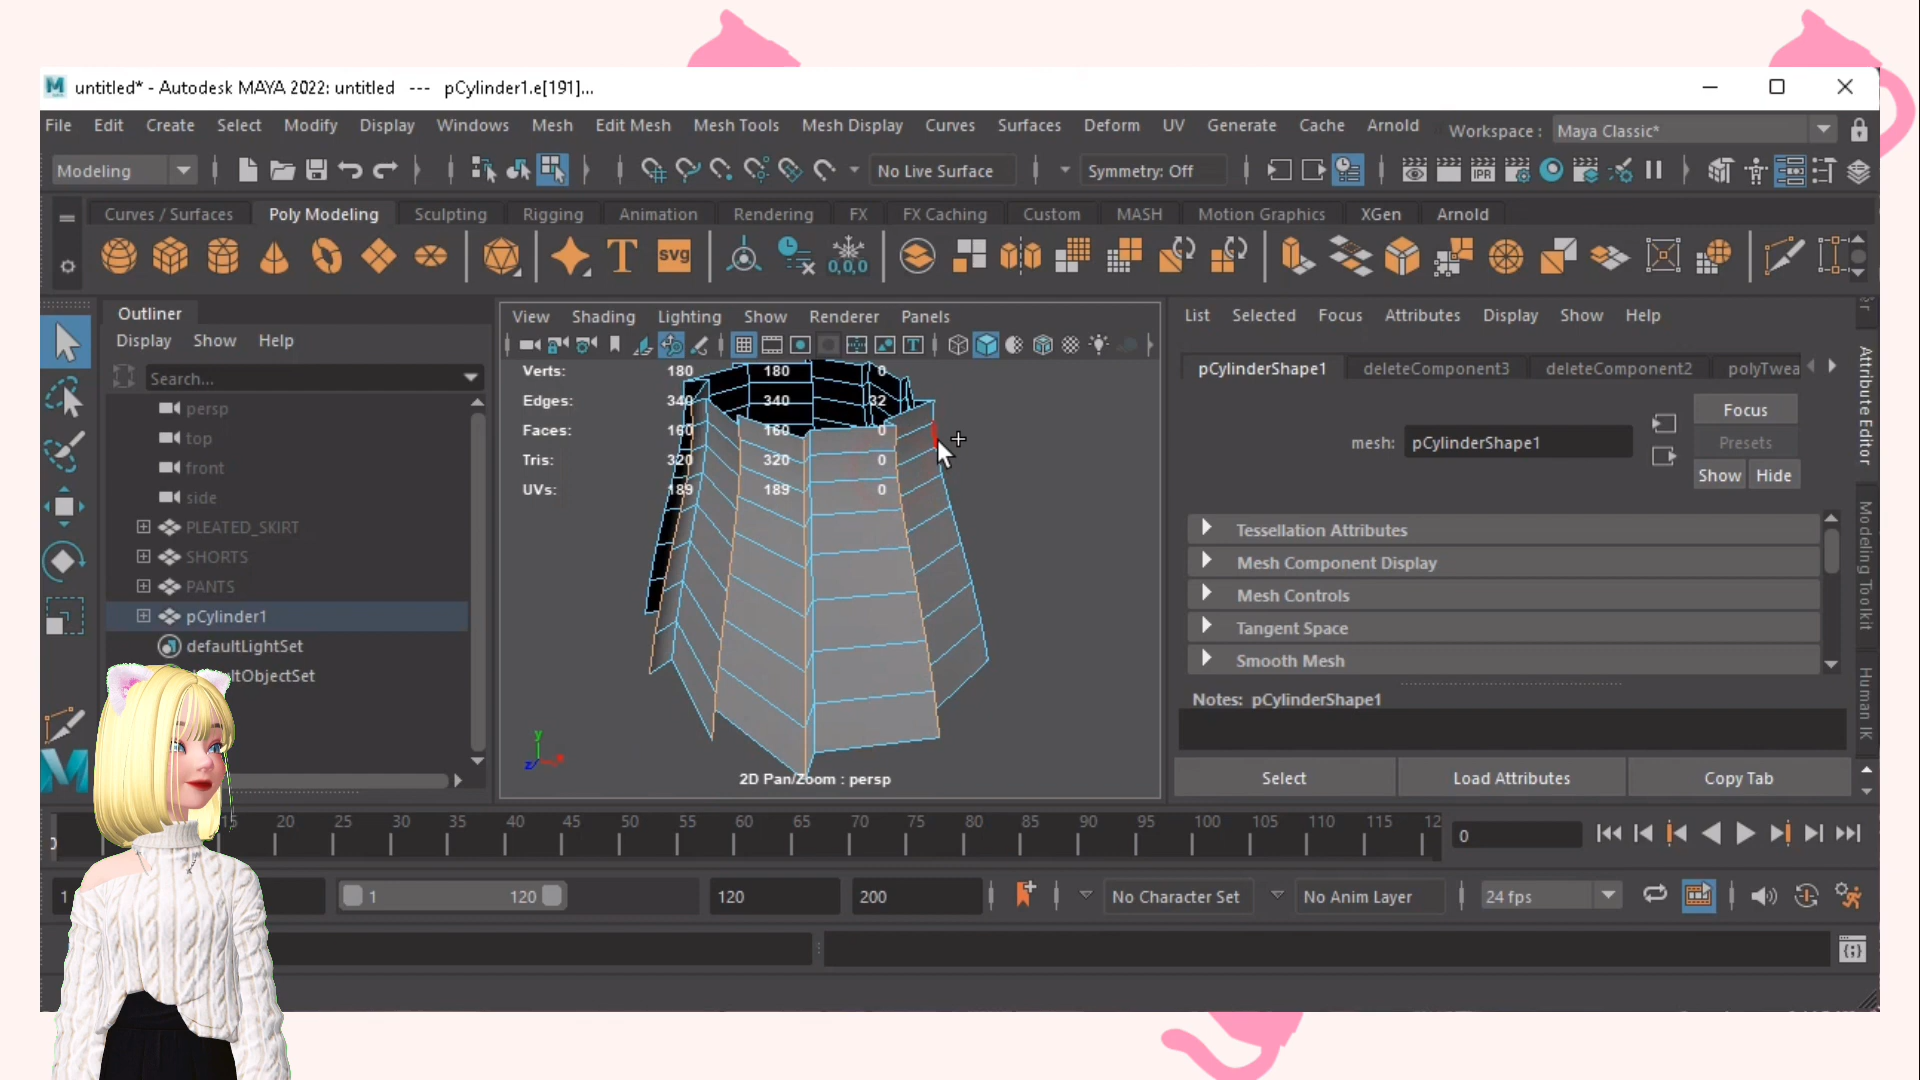 untitled* - Autodesk MAYA 2022: untitled --- pCylinder1.e[191]...
File Edit Create Select Modify Display Windows Mesh Edit Mesh Mesh Tools Mesh Display Curves Surfaces Deform UV Generate Cache Arnold Workspace : Maya Classic*
Modeling No Live Surface Symmetry: Off IPR
Curves / Surfaces Poly Modeling Sculpting Rigging Animation Rendering FX FX Caching Custom MASH Motion Graphics XGen Arnold
T SVG 0,0,0
Outliner
Display Show Help
Search...
persp
top
front
side
PLEATED_SKIRT
SHORTS
PANTS
pCylinder1
defaultLightSet
ltObjectSet
View Shading Lighting Show Renderer Panels
Verts: 180 180 0
Edges: 340 340 32
Faces: 160 160 0
Tris: 320 320 0
UVs: 189 189 0
y
z
2D Pan/Zoom : persp
List Selected Focus Attributes Display Show Help
pCylinderShape1 deleteComponent3 deleteComponent2 polyTwea
mesh: pCylinderShape1
Focus
Presets
Show Hide
Tessellation Attributes
Mesh Component Display
Mesh Controls
Tangent Space
Smooth Mesh
Notes: pCylinderShape1
Select Load Attributes Copy Tab
Attribute Editor
Modeling Toolkit
Human IK
15 20 25 30 35 40 45 50 55 60 65 70 75 80 85 90 95 100 105 110 115 12
0
1 1 120 120 200 No Character Set No Anim Layer 24 fps